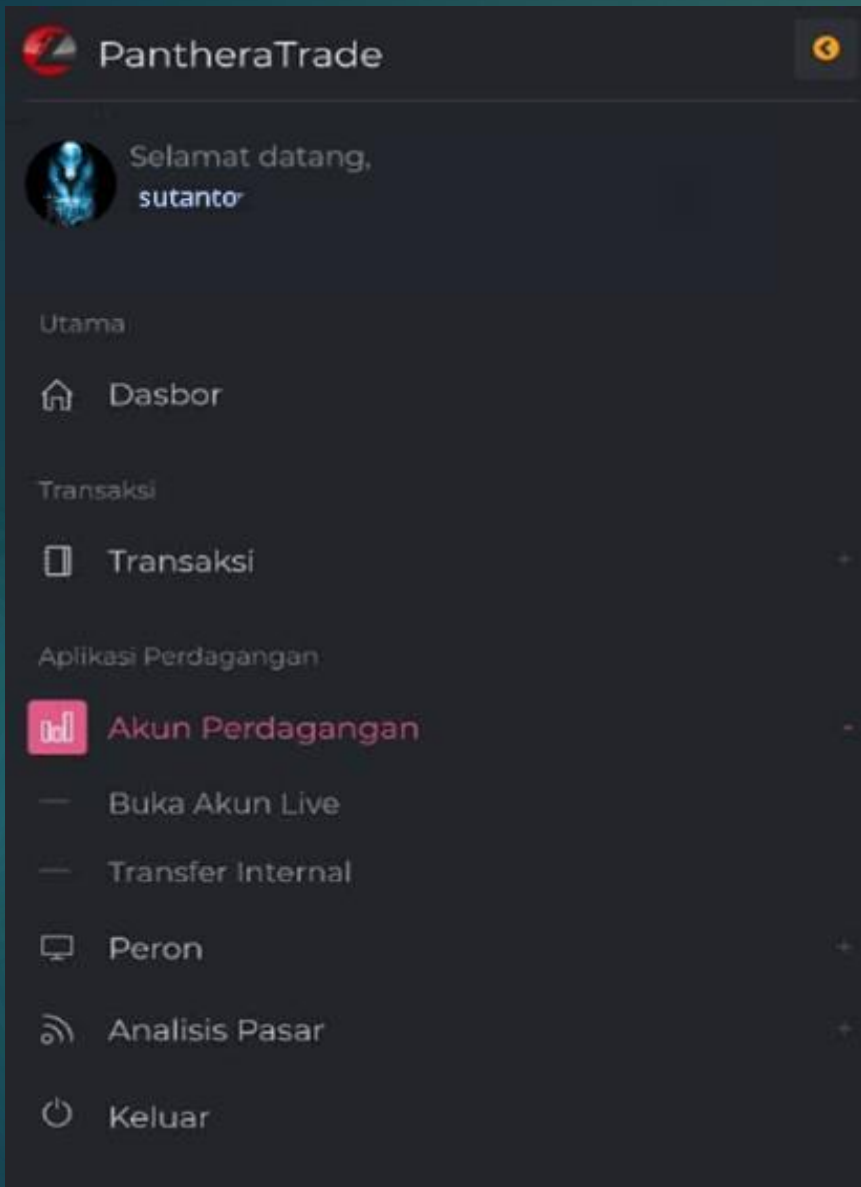 PantheraTrade
Selamat datang,
sutanto
Utama
Dasbor
Transaksi
Transaksi
Aplikasi Perdagangan
Akun Perdagangan
Buka Akun Live
Transfer Internal
Peron
Analisis Pasar
Keluar